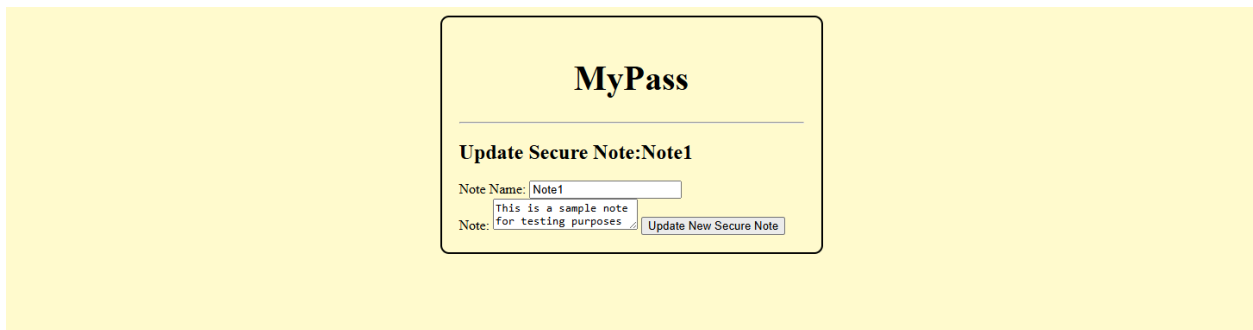 MyPass
Update Secure Note:Note1
Note Name: Note1
This is a sample note
Note: for testing purposes Update New Secure Note